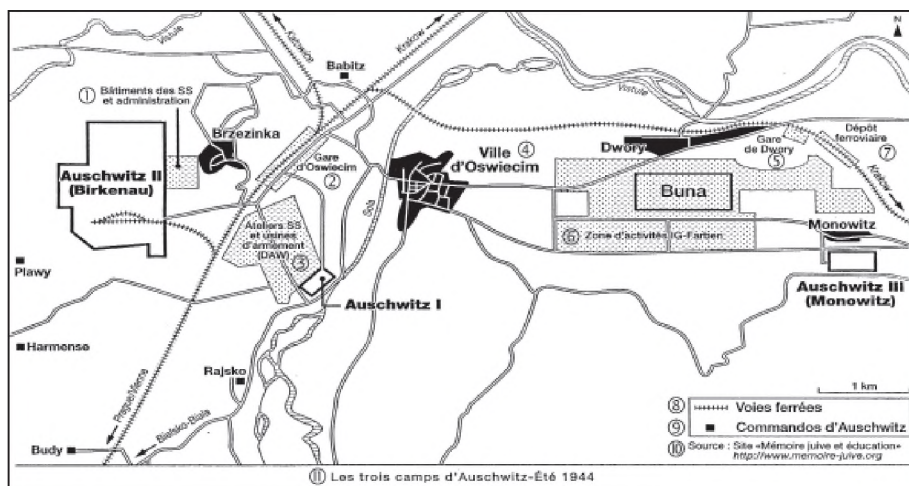 Vistule
Katowice
Krakow
N
Babitz
① Bâtiments des SS
et administration
Vistule
Brzezinka
Ville ④
d'Oswiecim
Dwory
Gare
de Dwory
⑤
Dépôt
ferroviaire
⑦
Auschwitz II
(Birkenau)
Gare
d'Oswiecim
②
Buna
Krakow
Sola
Ateliers SS
et usines
d'armement
(DAW)
③
⑥ Zone d'activités IG-Farben
Monowitz
Plawy
Auschwitz I
Auschwitz III
(Monowitz)
Harmense
Rajsko
1 km
Prague/Vienne
Bielsko-Biala
⑧ Voies ferrées
⑨ Commandos d'Auschwitz
Budy
⑩ Source : Site «Mémoire juive et éducation»
http://www.memoire-juive.org
⑪ Les trois camps d'Auschwitz-Été 1944